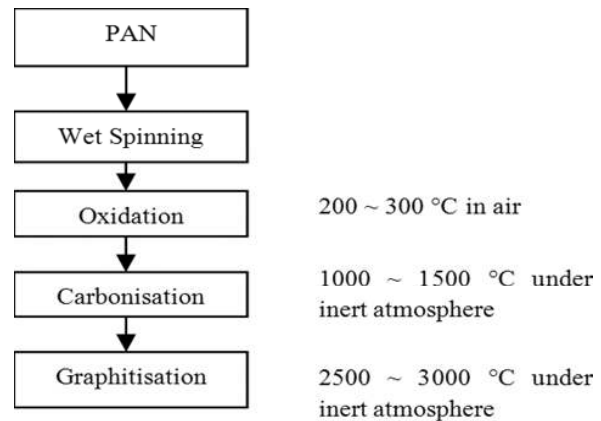 PAN
Wet Spinning
Oxidation
200 ~ 300 °C in air
Carbonisation
1000 ~ 1500 °C under
inert atmosphere
Graphitisation
2500 ~ 3000 °C under
inert atmosphere